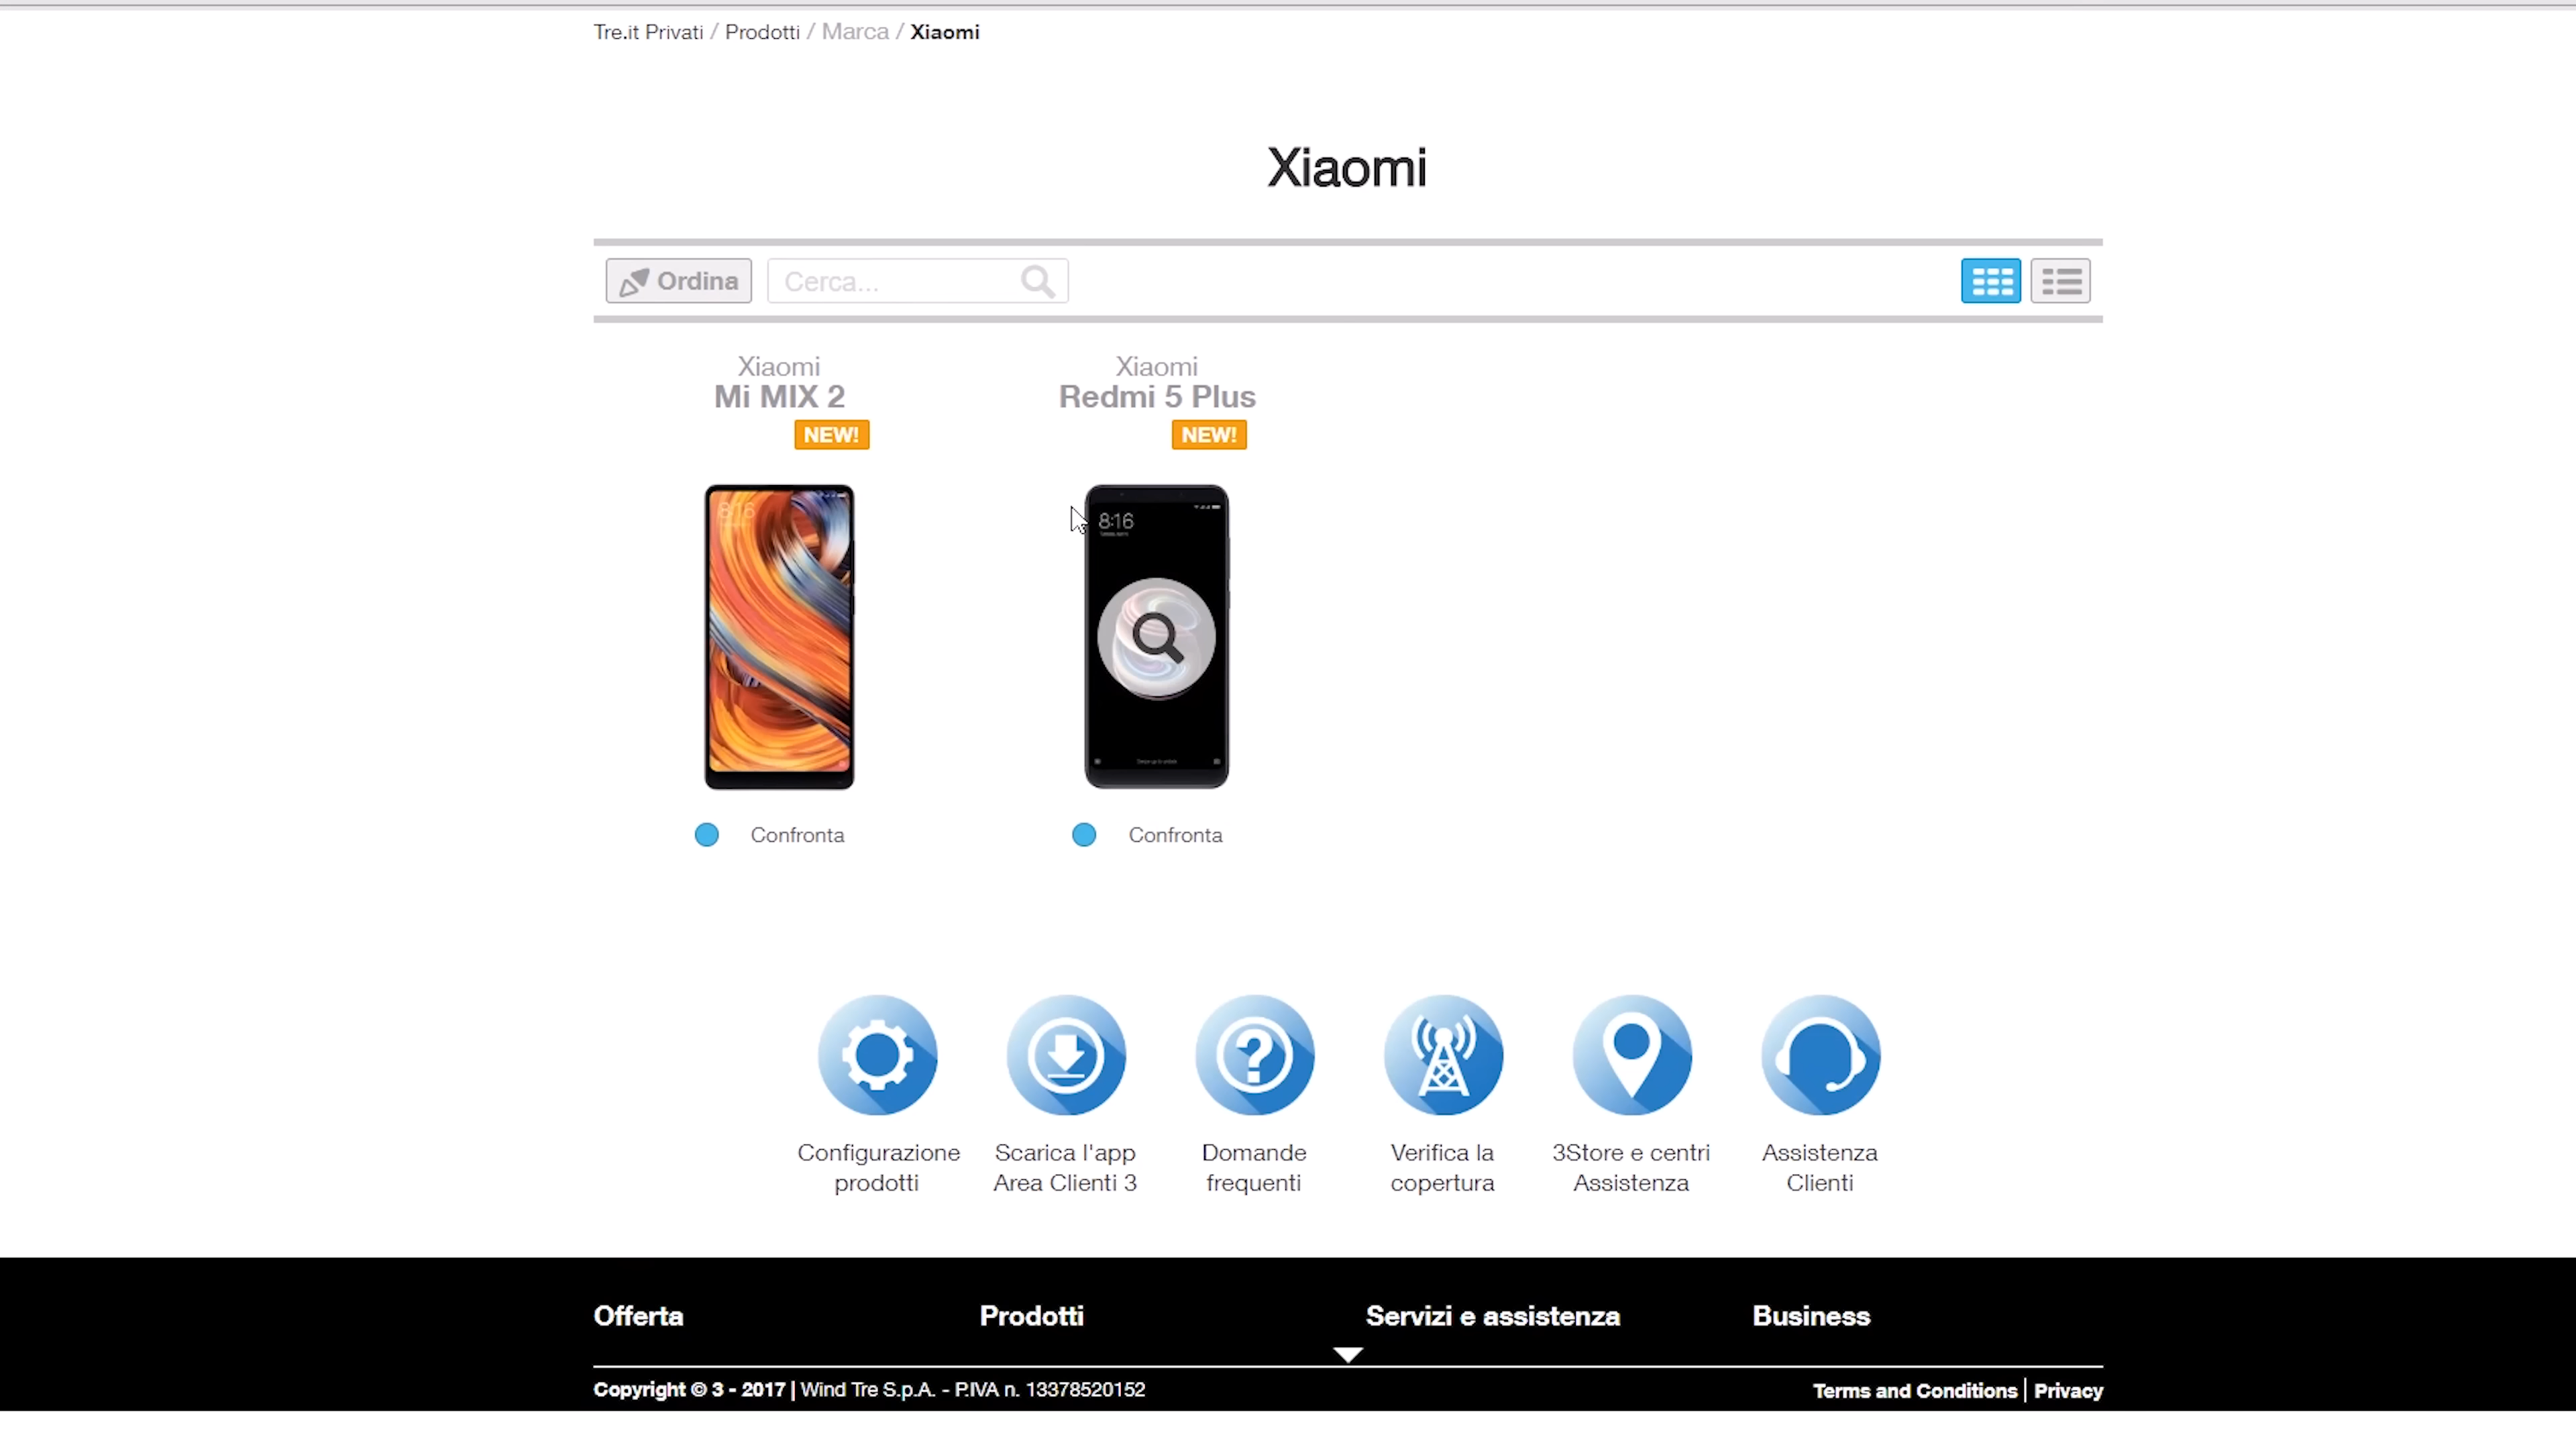 Tre.it Privati / Prodotti / Marca / Xiaomi
Xiaomi
Ordina
Cerca...
Xiaomi
Mi MIX 2
NEW!
Xiaomi
Redmi 5 Plus
NEW!
8:16
8:16
Confronta
Confronta
Configurazione
prodotti
Scarica l'app
Area Clienti 3
Domande
frequenti
Verifica la
copertura
3Store e centri
Assistenza
Assistenza
Clienti
Offerta
Prodotti
Servizi e assistenza
Business
Copyright © 3 - 2017 | Wind Tre S.p.A. - P.IVA n. 13378520152
Terms and Conditions | Privacy